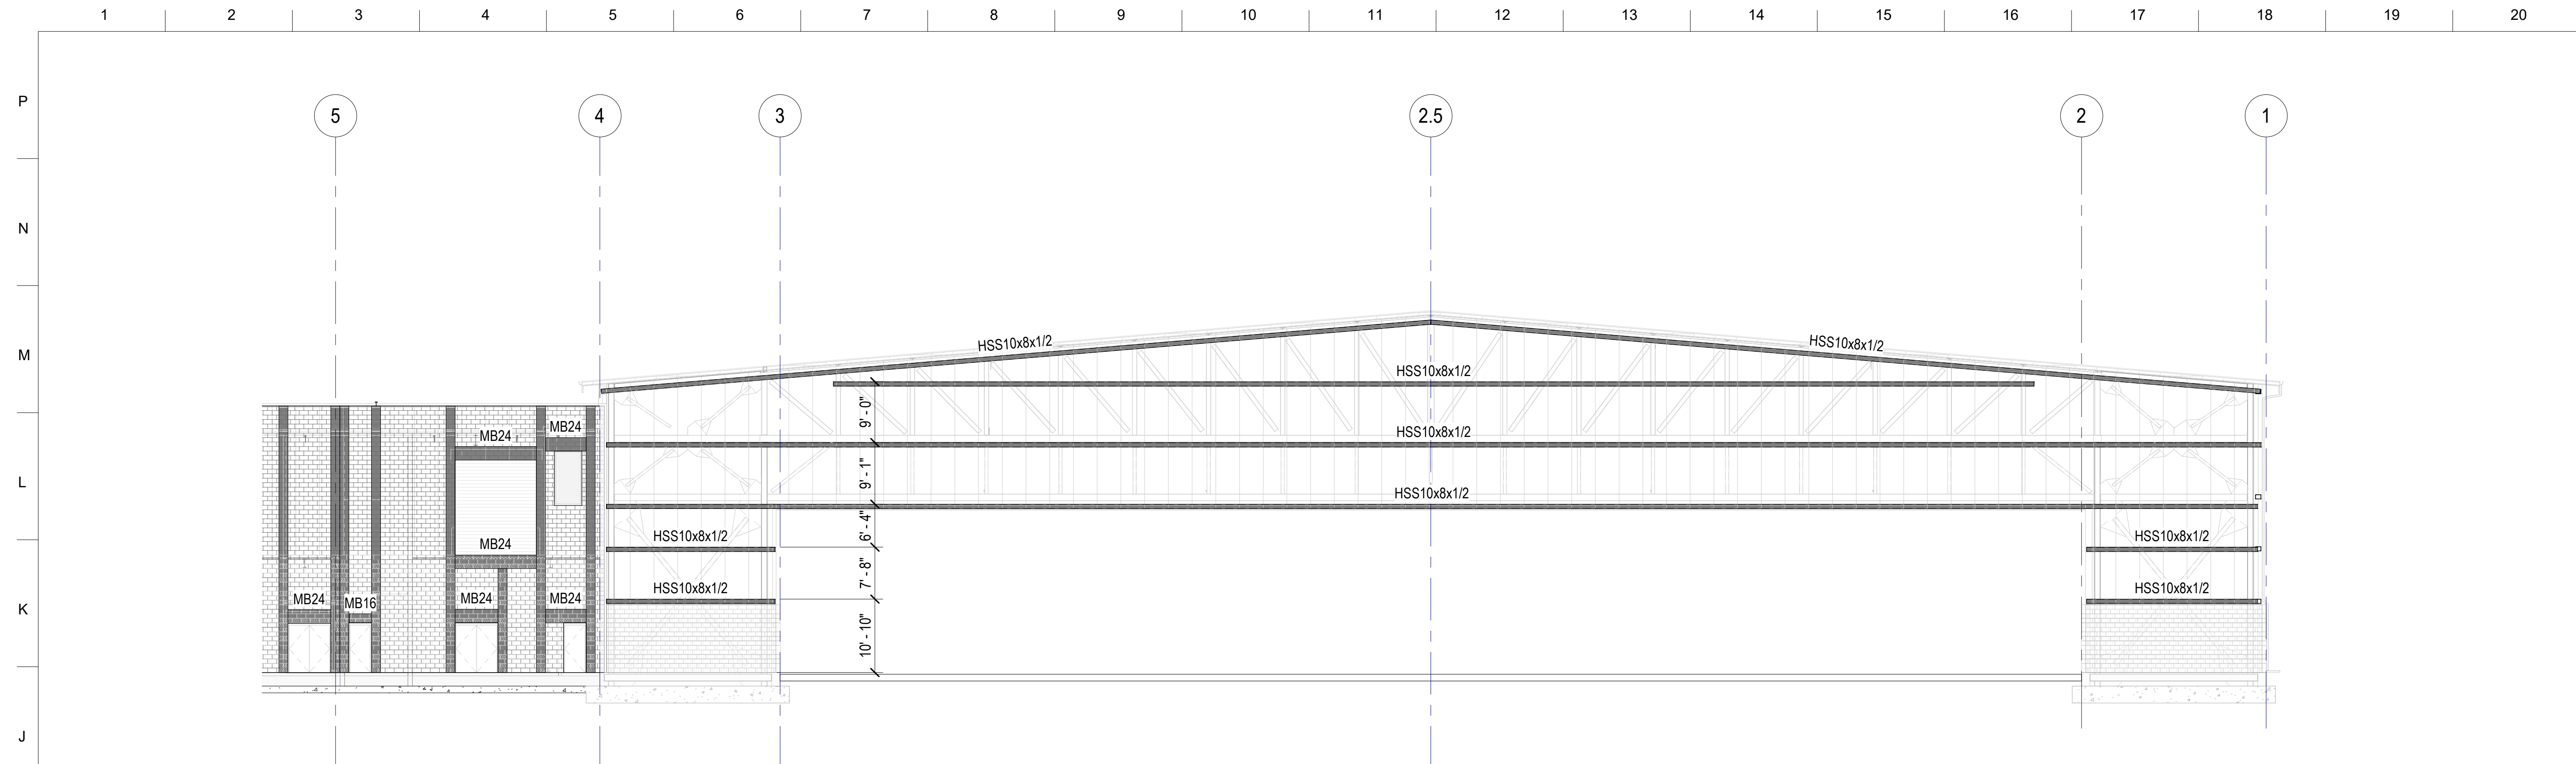 1 2 3 4 5 6 7 8 9 10 11 12 13 14 15 16 17 18 19 20
P
5 4 3 2.5 2 1
N
M
HSS10x8x1/2
HSS10x8x1/2
HSS10x8x1/2
9' - 0"
MB24
MB24
HSS10x8x1/2
L
9' - 1"
HSS10x8x1/2
6' - 4"
MB24
HSS10x8x1/2
HSS10x8x1/2
7' - 8"
HSS10x8x1/2
HSS10x8x1/2
K
MB24
MB16
MB24
MB24
10' - 10"
J